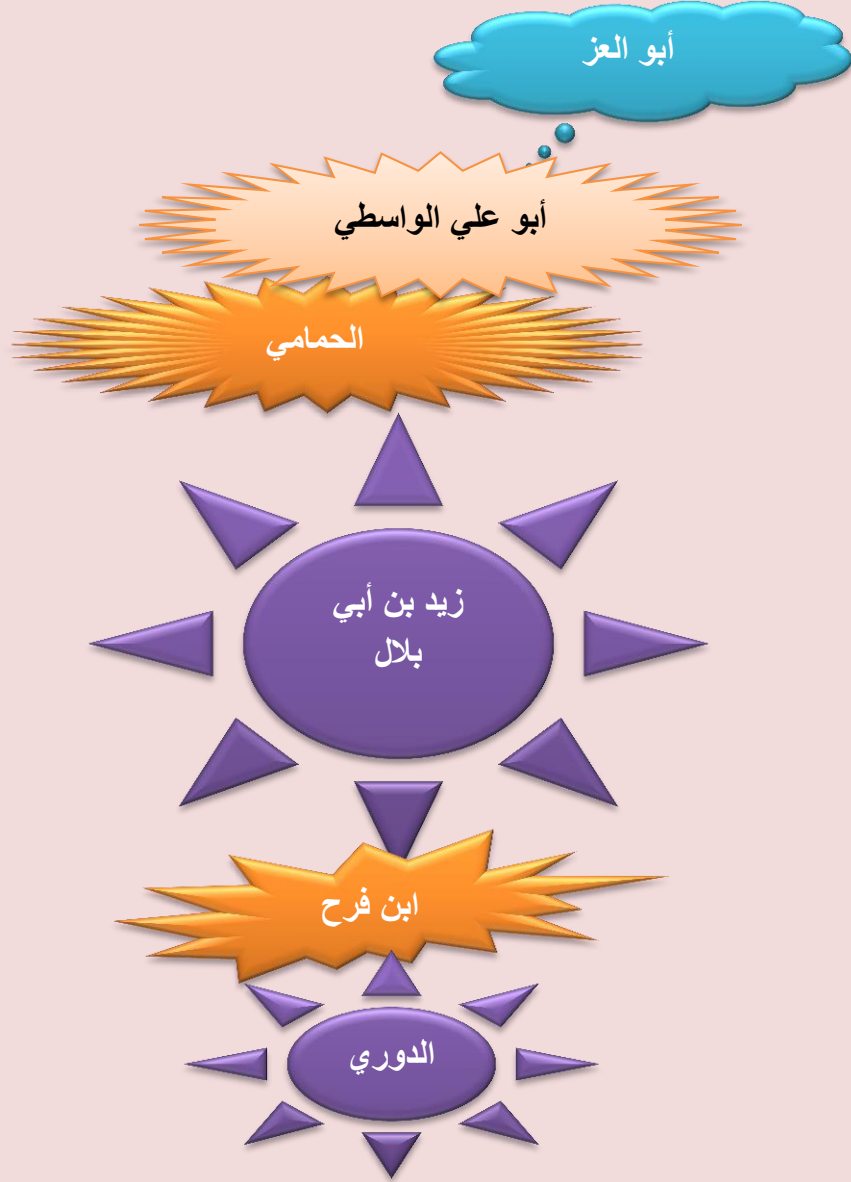 أبو العز
أبو علي الواسطي
الحمامي
زيد بن أبي
بلال
ابن فرح
الدوري